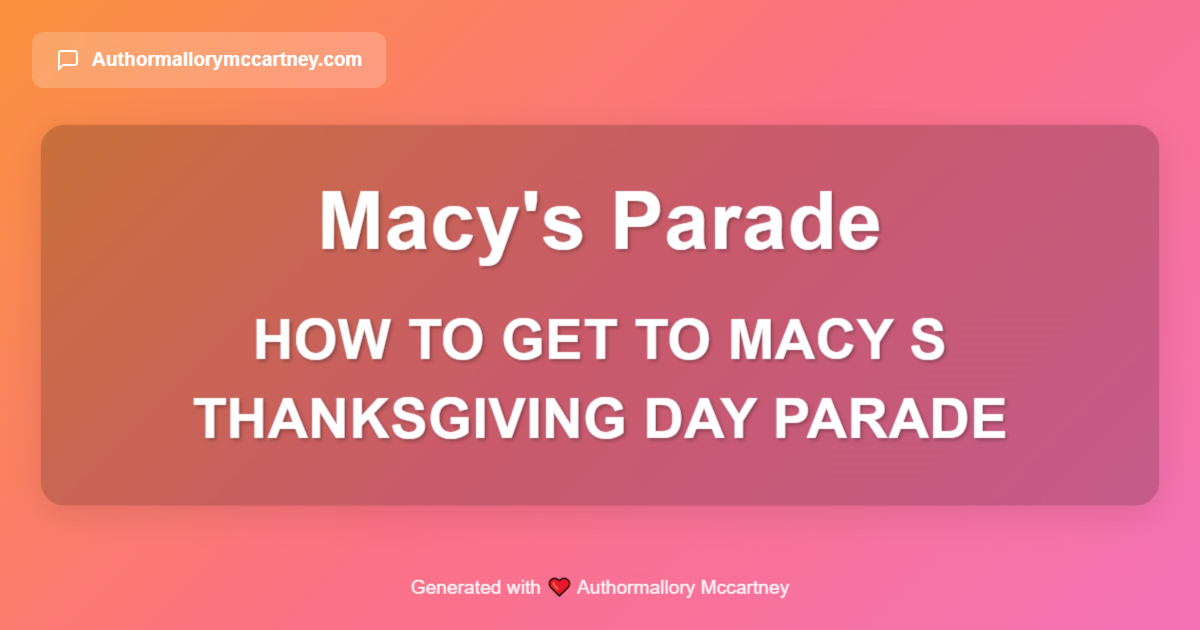 Authormallorymccartney.com
Macy's Parade
HOW TO GET TO MACY S
THANKSGIVING DAY PARADE
Generated with ❤️ Authormallory Mccartney